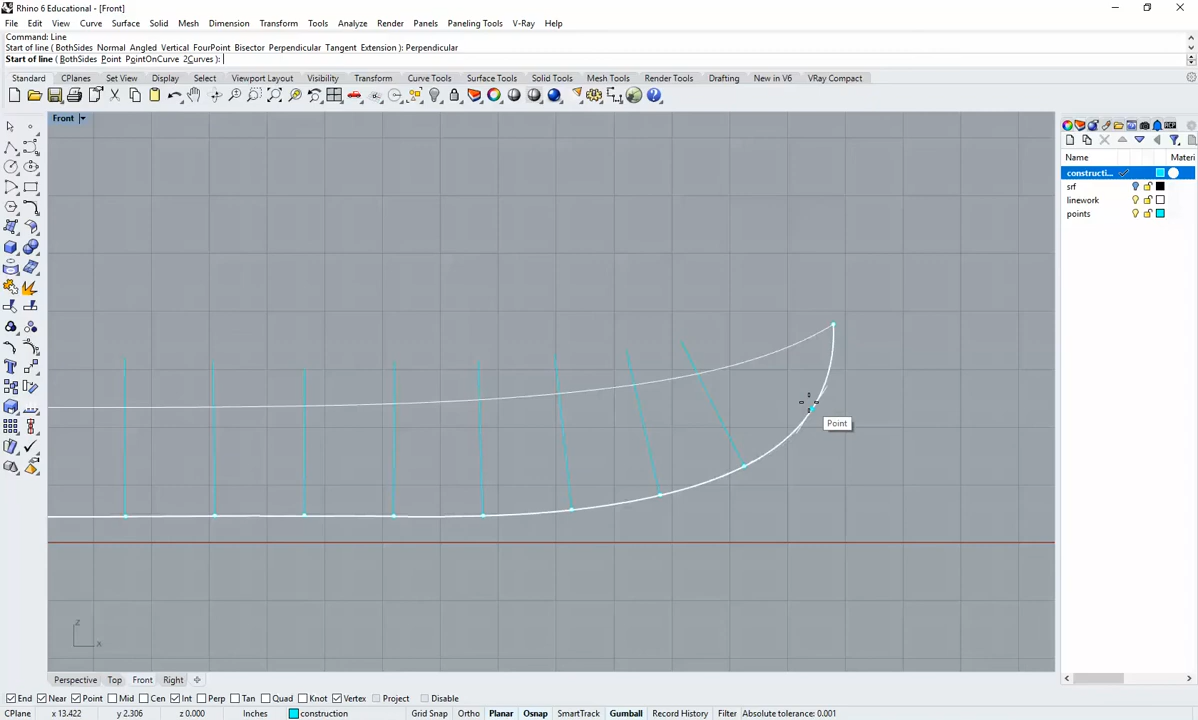 Rhino 6 Educational - [Front]
File Edit View Curve Surface Solid Mesh Dimension Transform Tools Analyze Render Panels Paneling Tools V-Ray Help
Command: Line
Start of line ( BothSides Normal Angled Vertical FourPoint Bisector Perpendicular Tangent Extension ): Perpendicular
Start of line ( BothSides Point PointOnCurve 2Curves ):
Standard CPlanes Set View Display Select Viewport Layout Visibility Transform Curve Tools Surface Tools Solid Tools Mesh Tools Render Tools Drafting New in V6 VRay Compact
Front
Name Materi
constructi...
srf
linework
points
Point
z
x
Perspective Top Front Right
End Near Point Mid Cen Int Perp Tan Quad Knot Vertex Project Disable
CPlane x 13.422 y 2.306 z 0.000 Inches construction Grid Snap Ortho Planar Osnap SmartTrack Gumball Record History Filter Absolute tolerance: 0.001